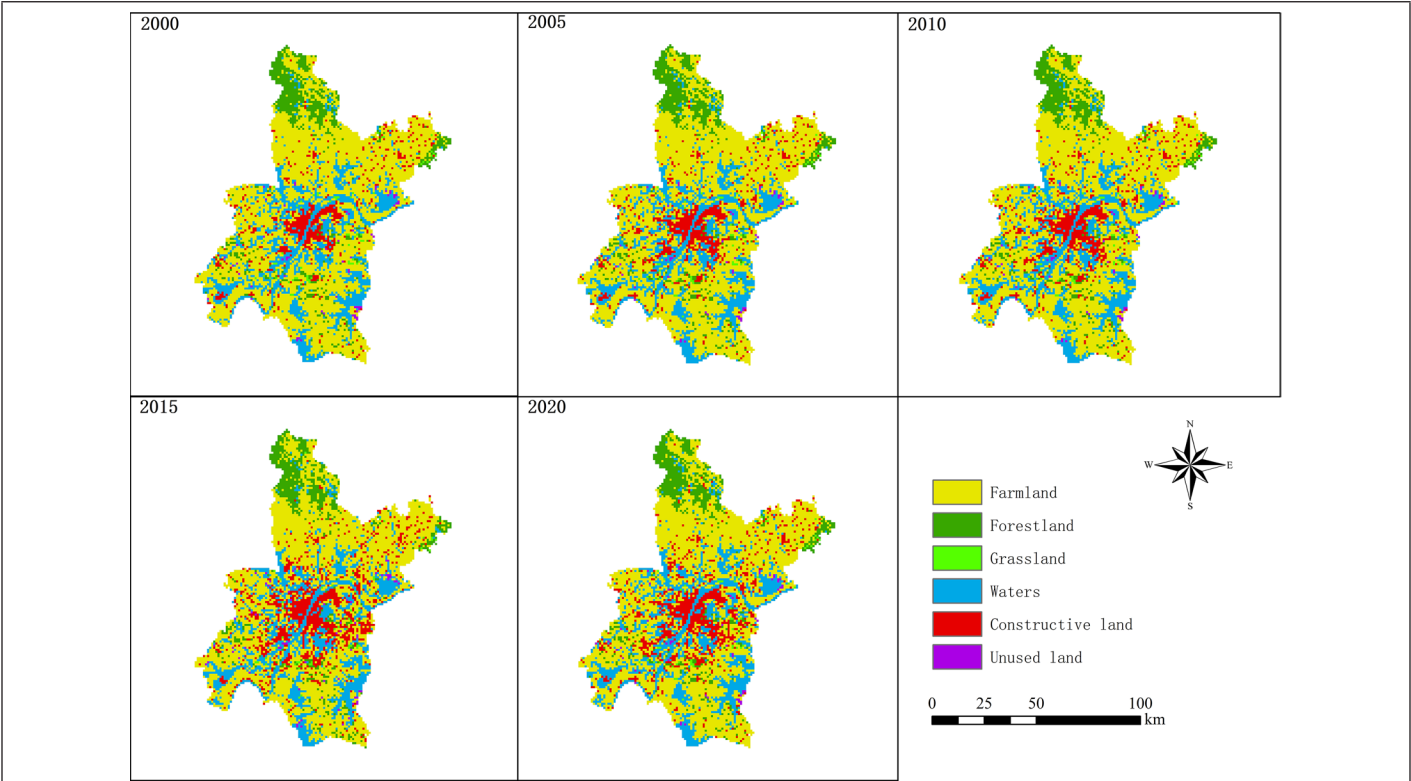 2000
2005
2010
2015
2020
N
W E
S
Farmland
Forestland
Grassland
Waters
Constructive land
Unused land
0 25 50 100
km